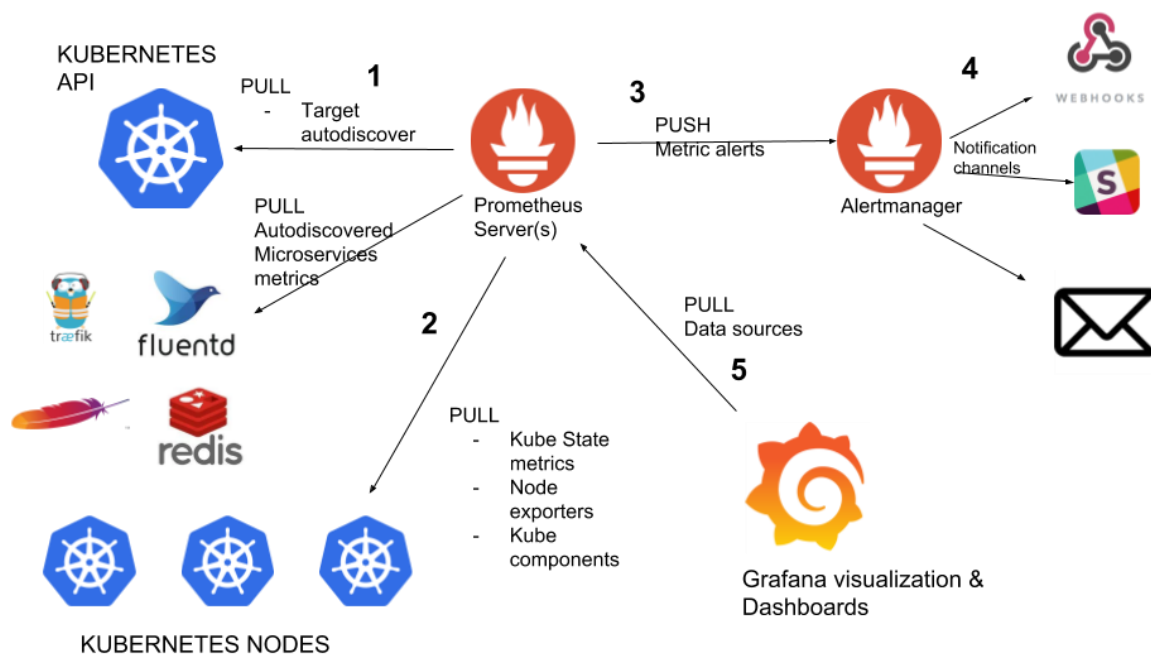 KUBERNETES
API
PULL
- Target
autodiscover
1
PULL
Autodiscovered
Microservices
metrics
træfik
fluentd
redis
2
PULL
- Kube State
metrics
- Node
exporters
- Kube
components
KUBERNETES NODES
Prometheus
Server(s)
3
PUSH
Metric alerts
Alertmanager
4
Notification
channels
WEBHOOKS
S
PULL
Data sources
5
Grafana visualization &
Dashboards